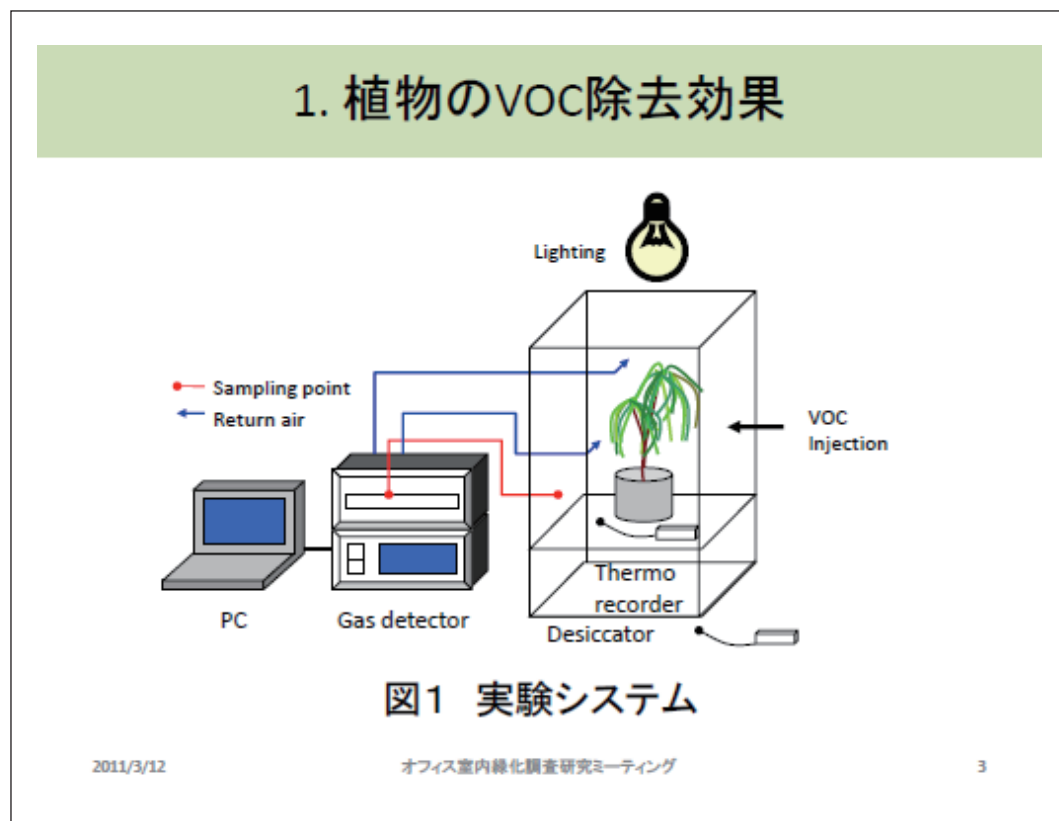 1. 植物のVOC除去効果
Lighting
Sampling point
Return air
VOC
Injection
Thermo
recorder
PC
Gas detector
Desiccator
図1 実験システム
2011/3/12
オフィス室内緑化調査研究ミーティング
3